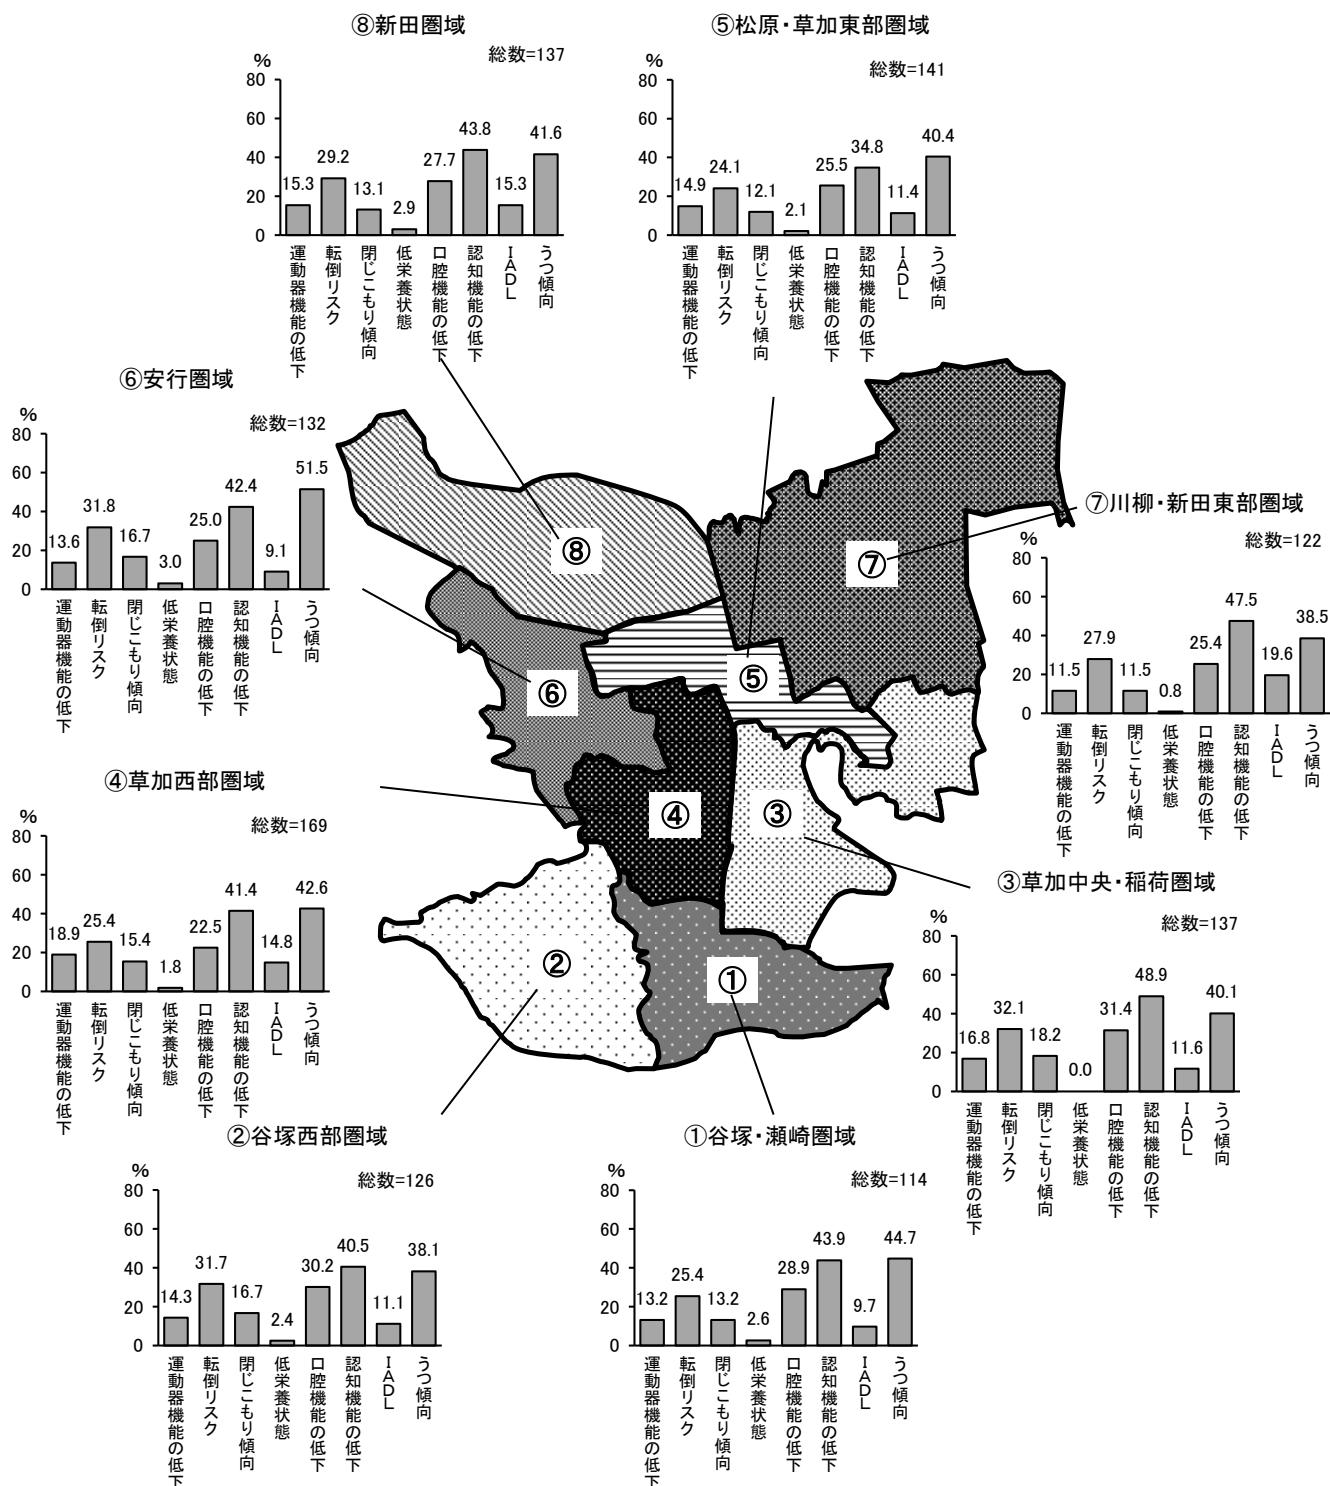 ⑧新田圏域
総数=137
%
80
60
40
20
0
15.3
29.2
13.1
2.9
27.7
43.8
15.3
41.6
運動器機能の低下
転倒リスク
閉じこもり傾向
低栄養状態
口腔機能の低下
認知機能の低下
IADL
うつ傾向
⑤松原・草加東部圏域
総数=141
%
80
60
40
20
0
14.9
24.1
12.1
2.1
25.5
34.8
11.4
40.4
運動器機能の低下
転倒リスク
閉じこもり傾向
低栄養状態
口腔機能の低下
認知機能の低下
IADL
うつ傾向
⑥安行圏域
総数=132
%
80
60
40
20
0
13.6
31.8
16.7
3.0
25.0
42.4
9.1
51.5
運動器機能の低下
転倒リスク
閉じこもり傾向
低栄養状態
口腔機能の低下
認知機能の低下
IADL
うつ傾向
⑦川柳・新田東部圏域
総数=122
%
80
60
40
20
0
11.5
27.9
11.5
0.8
25.4
47.5
19.6
38.5
運動器機能の低下
転倒リスク
閉じこもり傾向
低栄養状態
口腔機能の低下
認知機能の低下
IADL
うつ傾向
⑧
⑦
⑥
⑤
④
③
②
①
④草加西部圏域
総数=169
%
80
60
40
20
0
18.9
25.4
15.4
1.8
22.5
41.4
14.8
42.6
運動器機能の低下
転倒リスク
閉じこもり傾向
低栄養状態
口腔機能の低下
認知機能の低下
IADL
うつ傾向
③草加中央・稲荷圏域
総数=137
%
80
60
40
20
0
16.8
32.1
18.2
0.0
31.4
48.9
11.6
40.1
運動器機能の低下
転倒リスク
閉じこもり傾向
低栄養状態
口腔機能の低下
認知機能の低下
IADL
うつ傾向
②谷塚西部圏域
総数=126
%
80
60
40
20
0
14.3
31.7
16.7
2.4
30.2
40.5
11.1
38.1
運動器機能の低下
転倒リスク
閉じこもり傾向
低栄養状態
口腔機能の低下
認知機能の低下
IADL
うつ傾向
①谷塚・瀬崎圏域
総数=114
%
80
60
40
20
0
13.2
25.4
13.2
2.6
28.9
43.9
9.7
44.7
運動器機能の低下
転倒リスク
閉じこもり傾向
低栄養状態
口腔機能の低下
認知機能の低下
IADL
うつ傾向